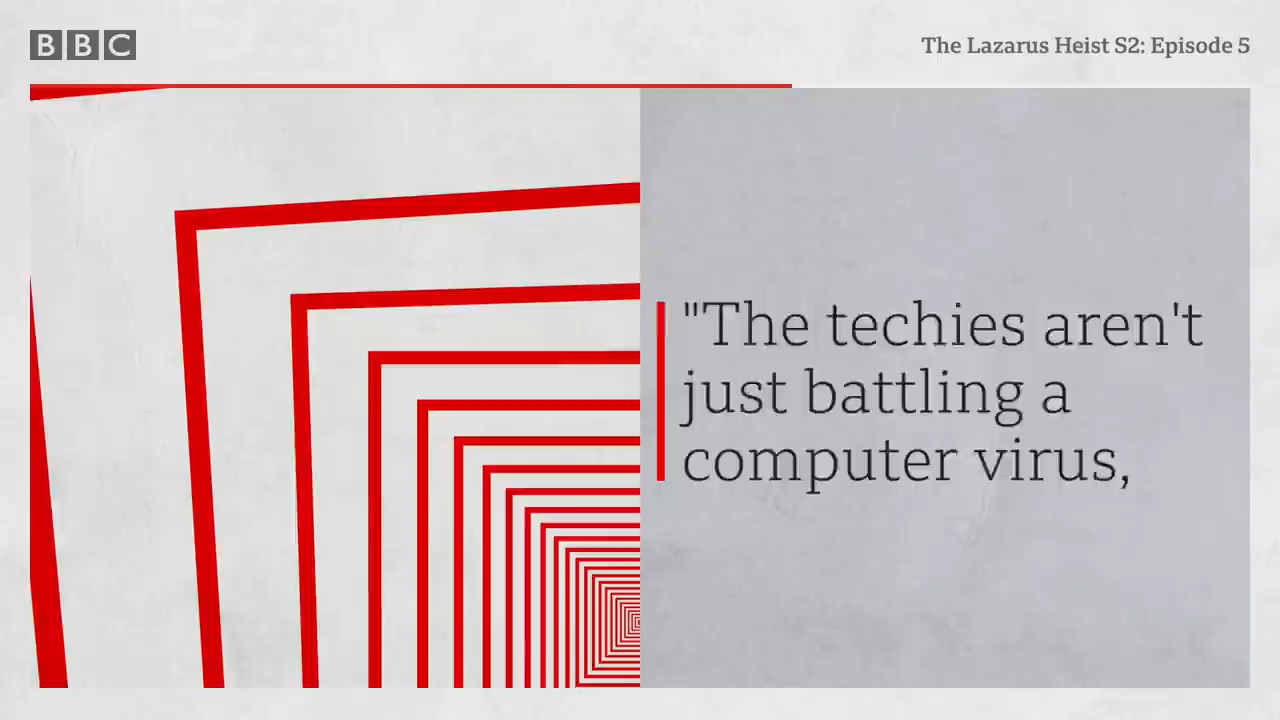 BBC
The Lazarus Heist S2: Episode 5
"The techies aren't
just battling a
computer virus,